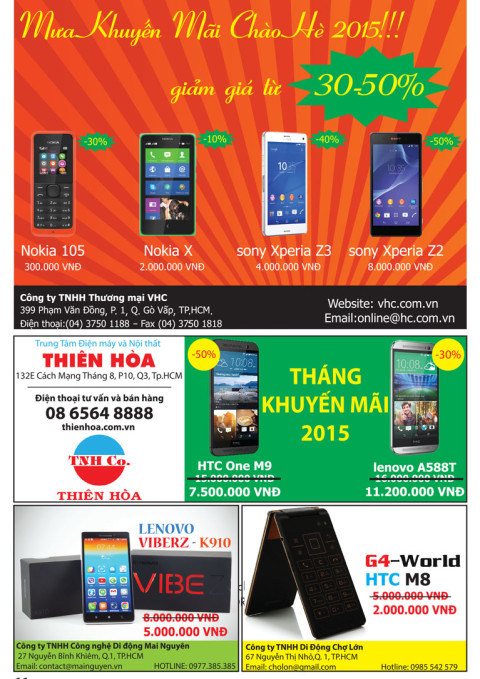 Mưa Khuyến Mãi Chào Hè 2015!!!
giảm giá từ 30-50%
-30%
-10%
-40%
-50%
Nokia 105
300.000 VNĐ
Nokia X
2.000.000 VNĐ
sony Xperia Z3
4.000.000 VNĐ
sony Xperia Z2
8.000.000 VNĐ
Công ty TNHH Thương mại VHC
399 Phạm Văn Đồng, P, 1, Q. Gò Vấp, TP.HCM.
Điện thoại:(04) 3750 1188 – Fax (04) 3750 1818
Website: vhc.com.vn
Email:online@hc.com.vn
Trung Tâm Điện máy và Nội thất
THIÊN HÒA
132E Cách Mạng Tháng 8, P10, Q3, Tp.HCM
Điện thoại tư vấn và bán hàng
08 6564 8888
thienhoa.com.vn
TNH Co.
THIÊN HÒA
-50%
THÁNG
KHUYẾN MÃI
2015
-30%
HTC One M9
15.000.000 VNĐ
7.500.000 VNĐ
lenovo A588T
16.000.000 VNĐ
11.200.000 VNĐ
LENOVO
VIBERZ - K910
VIBE
8.000.000 VNĐ
5.000.000 VNĐ
Công ty TNHH Công nghệ Di động Mai Nguyên
27 Nguyễn Bỉnh Khiêm, Q.1, TP.HCM
Email: contact@mainguyen.vn
HOTLINE: 0977.385.385
G4-World
HTC M8
5.000.000 VNĐ
2.000.000 VNĐ
Công ty TNHH Di Động Chợ Lớn
67 Nguyễn Thị Nhỏ,Q. 1, TP.HCM
Email: cholon@gmail.com
Hotline: 0985 542 579